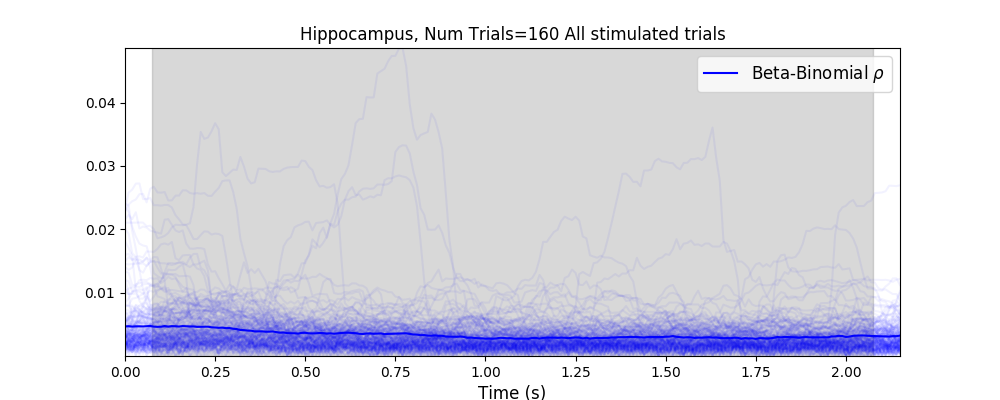 Hippocampus, Num Trials=160 All stimulated trials
Beta-Binomial ρ
0.04
0.03
0.02
0.01
0.00 0.25 0.50 0.75 1.00 1.25 1.50 1.75 2.00
Time (s)